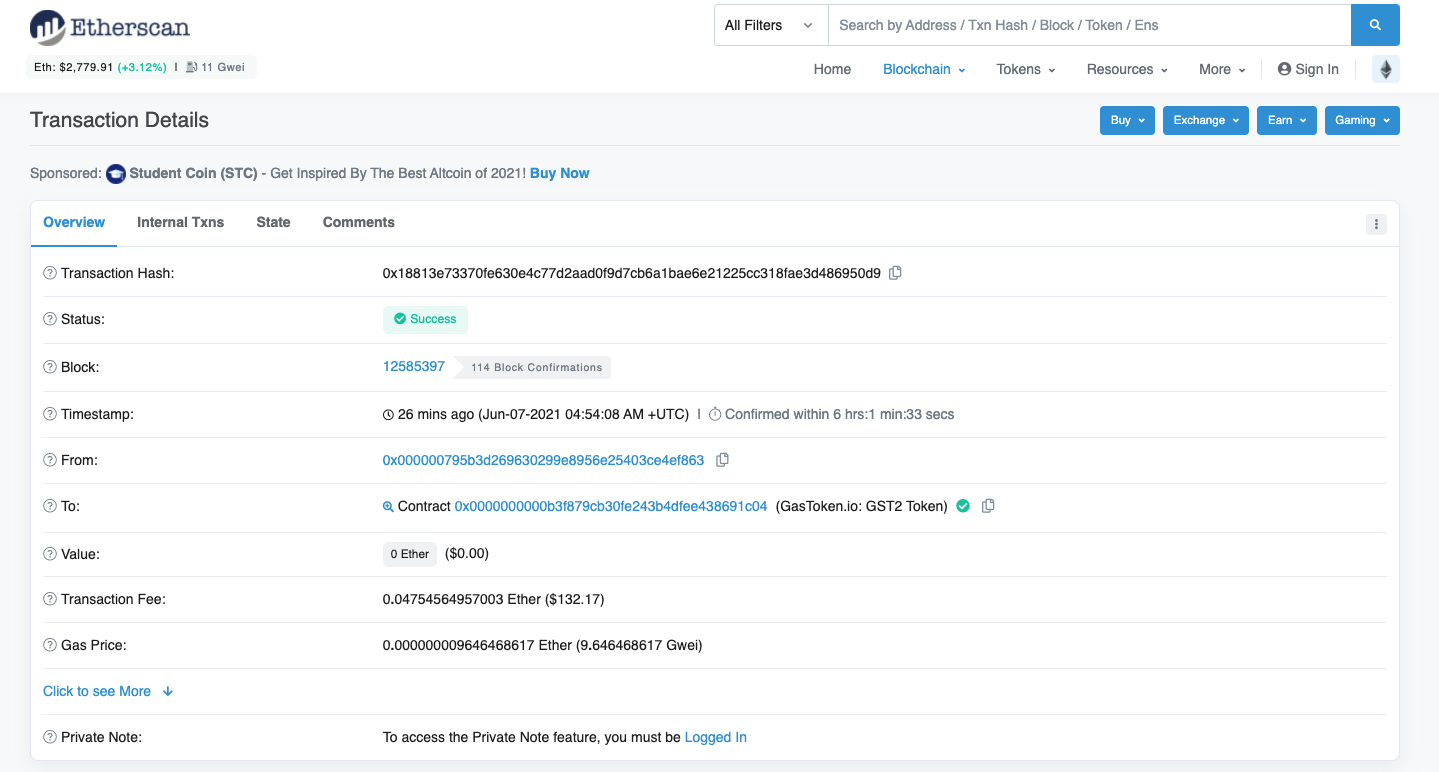 Etherscan
All Filters
Search by Address / Txn Hash / Block / Token / Ens
Eth: $2,779.91 (+3.12%) | 11 Gwei
Home Blockchain Tokens Resources More Sign In
Transaction Details
Buy Exchange Earn Gaming
Sponsored: Student Coin (STC) - Get Inspired By The Best Altcoin of 2021! Buy Now
Overview Internal Txns State Comments
Transaction Hash: 0x18813e73370fe630e4c77d2aad0f9d7cb6a1bae6e21225cc318fae3d486950d9
Status: Success
Block: 12585397 114 Block Confirmations
Timestamp: 26 mins ago (Jun-07-2021 04:54:08 AM +UTC) | Confirmed within 6 hrs:1 min:33 secs
From: 0x000000795b3d269630299e8956e25403ce4ef863
To: Contract 0x0000000000b3f879cb30fe243b4dfee438691c04 (GasToken.io: GST2 Token)
Value: 0 Ether ($0.00)
Transaction Fee: 0.04754564957003 Ether ($132.17)
Gas Price: 0.000000009646468617 Ether (9.646468617 Gwei)
Click to see More
Private Note: To access the Private Note feature, you must be Logged In